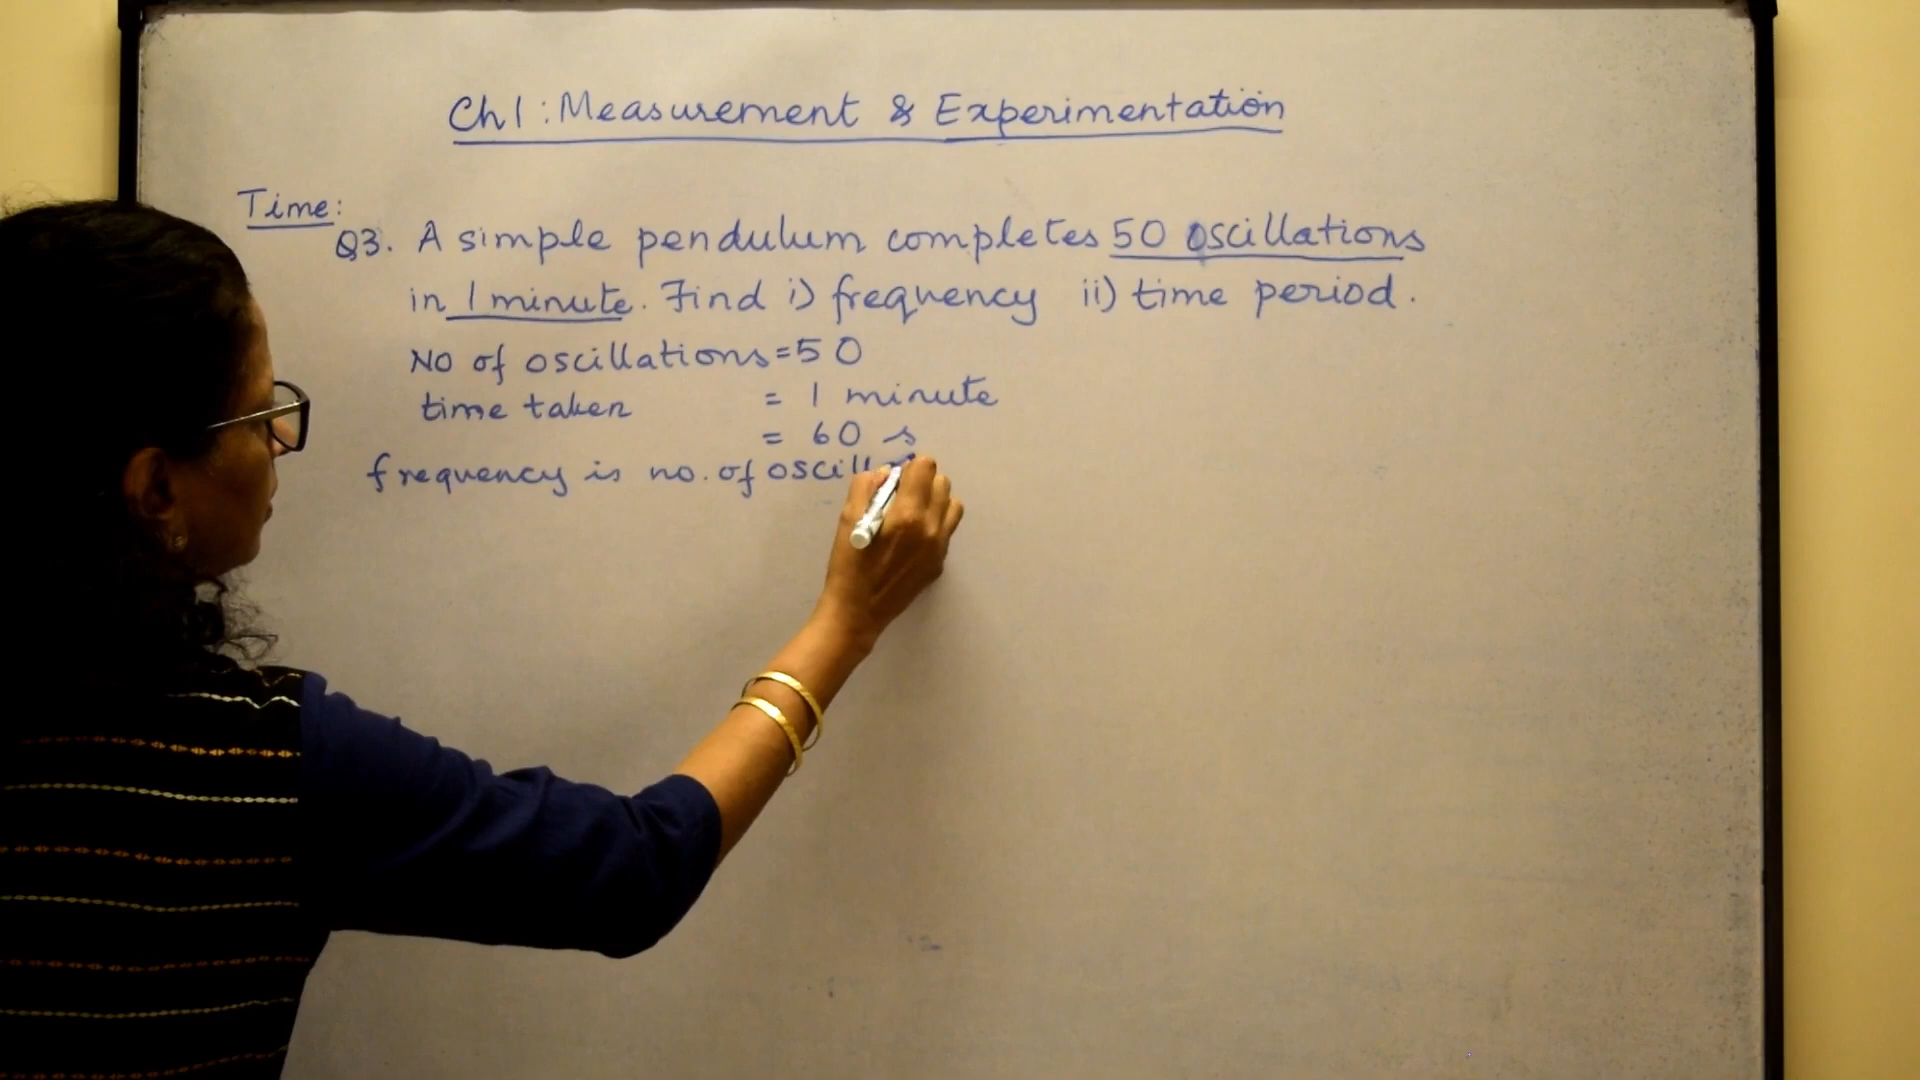 Ch1: Measurement & Experimentation
Time:
Q3. A simple pendulum completes 50 oscillations
in 1 minute. Find i) frequency ii) time period.
No of oscillations = 50
time taken = 1 minute
= 60 s
frequency is no. of